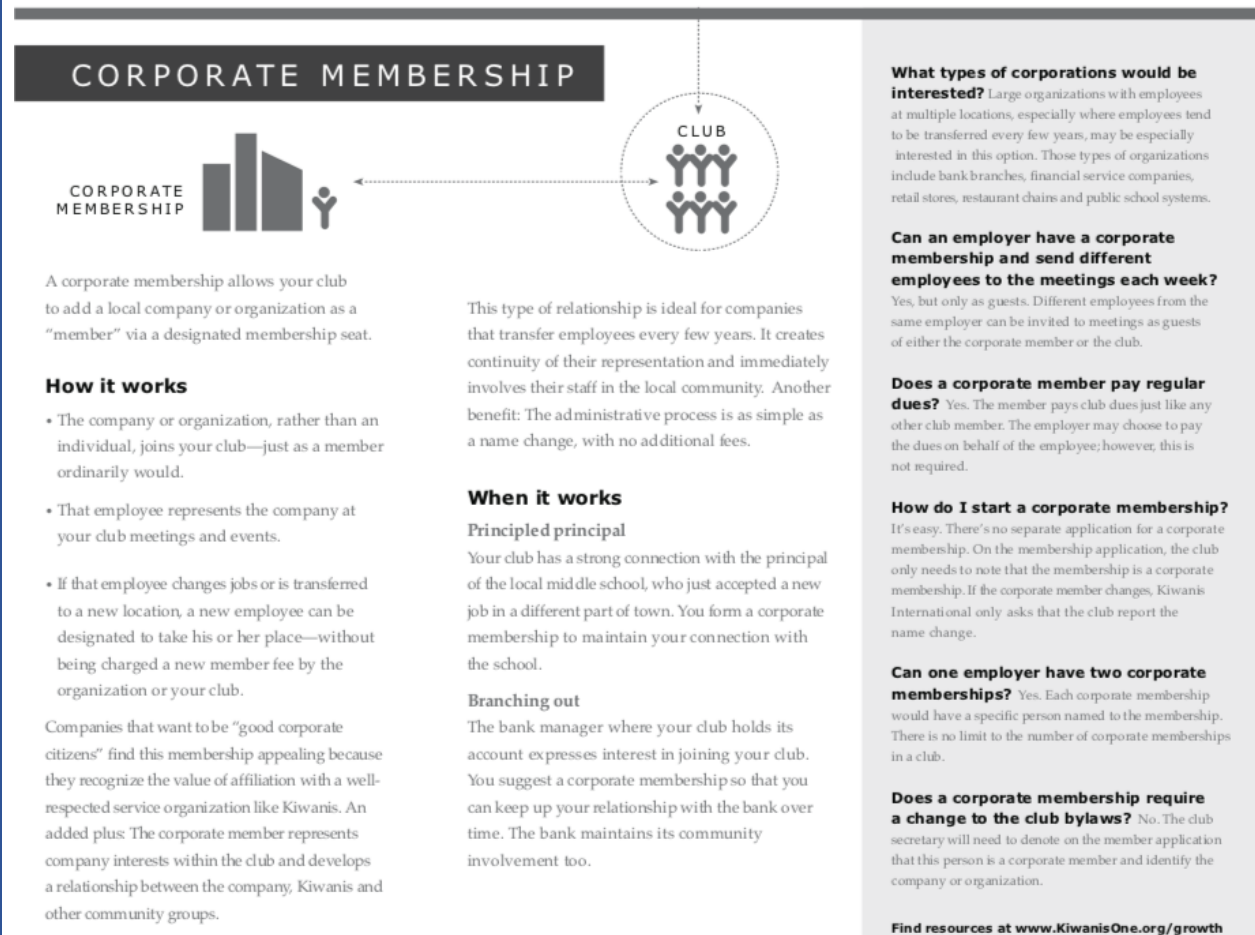 CORPORATE MEMBERSHIP
CORPORATE
MEMBERSHIP
CLUB
A corporate membership allows your club
to add a local company or organization as a
“member” via a designated membership seat.
How it works
• The company or organization, rather than an
individual, joins your club—just as a member
ordinarily would.
• That employee represents the company at
your club meetings and events.
• If that employee changes jobs or is transferred
to a new location, a new employee can be
designated to take his or her place—without
being charged a new member fee by the
organization or your club.
Companies that want to be “good corporate
citizens” find this membership appealing because
they recognize the value of affiliation with a well-
respected service organization like Kiwanis. An
added plus: The corporate member represents
company interests within the club and develops
a relationship between the company, Kiwanis and
other community groups.
This type of relationship is ideal for companies
that transfer employees every few years. It creates
continuity of their representation and immediately
involves their staff in the local community. Another
benefit: The administrative process is as simple as
a name change, with no additional fees.
When it works
Principled principal
Your club has a strong connection with the principal
of the local middle school, who just accepted a new
job in a different part of town. You form a corporate
membership to maintain your connection with
the school.
Branching out
The bank manager where your club holds its
account expresses interest in joining your club.
You suggest a corporate membership so that you
can keep up your relationship with the bank over
time. The bank maintains its community
involvement too.
What types of corporations would be
interested? Large organizations with employees
at multiple locations, especially where employees tend
to be transferred every few years, may be especially
interested in this option. Those types of organizations
include bank branches, financial service companies,
retail stores, restaurant chains and public school systems.
Can an employer have a corporate
membership and send different
employees to the meetings each week?
Yes, but only as guests. Different employees from the
same employer can be invited to meetings as guests
of either the corporate member or the club.
Does a corporate member pay regular
dues? Yes. The member pays club dues just like any
other club member. The employer may choose to pay
the dues on behalf of the employee; however, this is
not required.
How do I start a corporate membership?
It’s easy. There’s no separate application for a corporate
membership. On the membership application, the club
only needs to note that the membership is a corporate
membership. If the corporate member changes, Kiwanis
International only asks that the club report the
name change.
Can one employer have two corporate
memberships? Yes. Each corporate membership
would have a specific person named to the membership.
There is no limit to the number of corporate memberships
in a club.
Does a corporate membership require
a change to the club bylaws? No. The club
secretary will need to denote on the member application
that this person is a corporate member and identify the
company or organization.
Find resources at www.KiwanisOne.org/growth